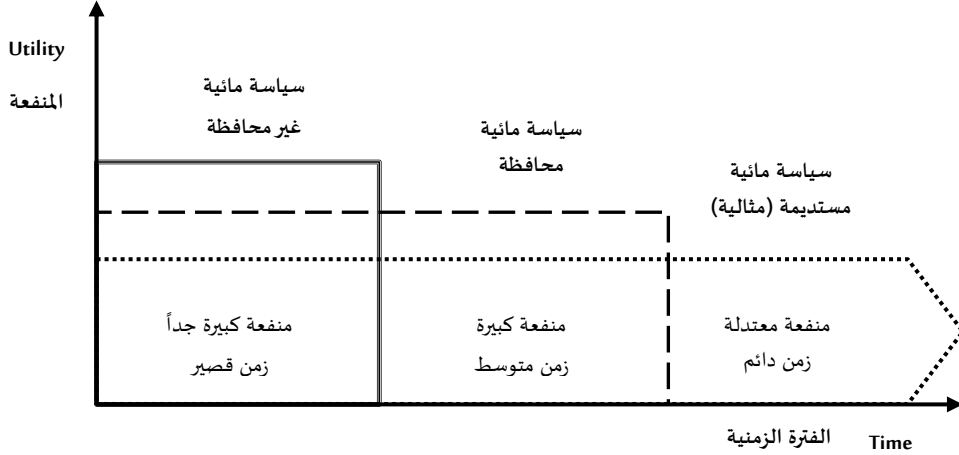 Utility
المنفعة
سياسة مائية
غير محافظة
سياسة مائية
محافظة
سياسة مائية
مستديمة (مثالية)
منفعة كبيرة جداً
زمن قصير
منفعة كبيرة
زمن متوسط
منفعة معتدلة
زمن دائم
الفترة الزمنية
Time